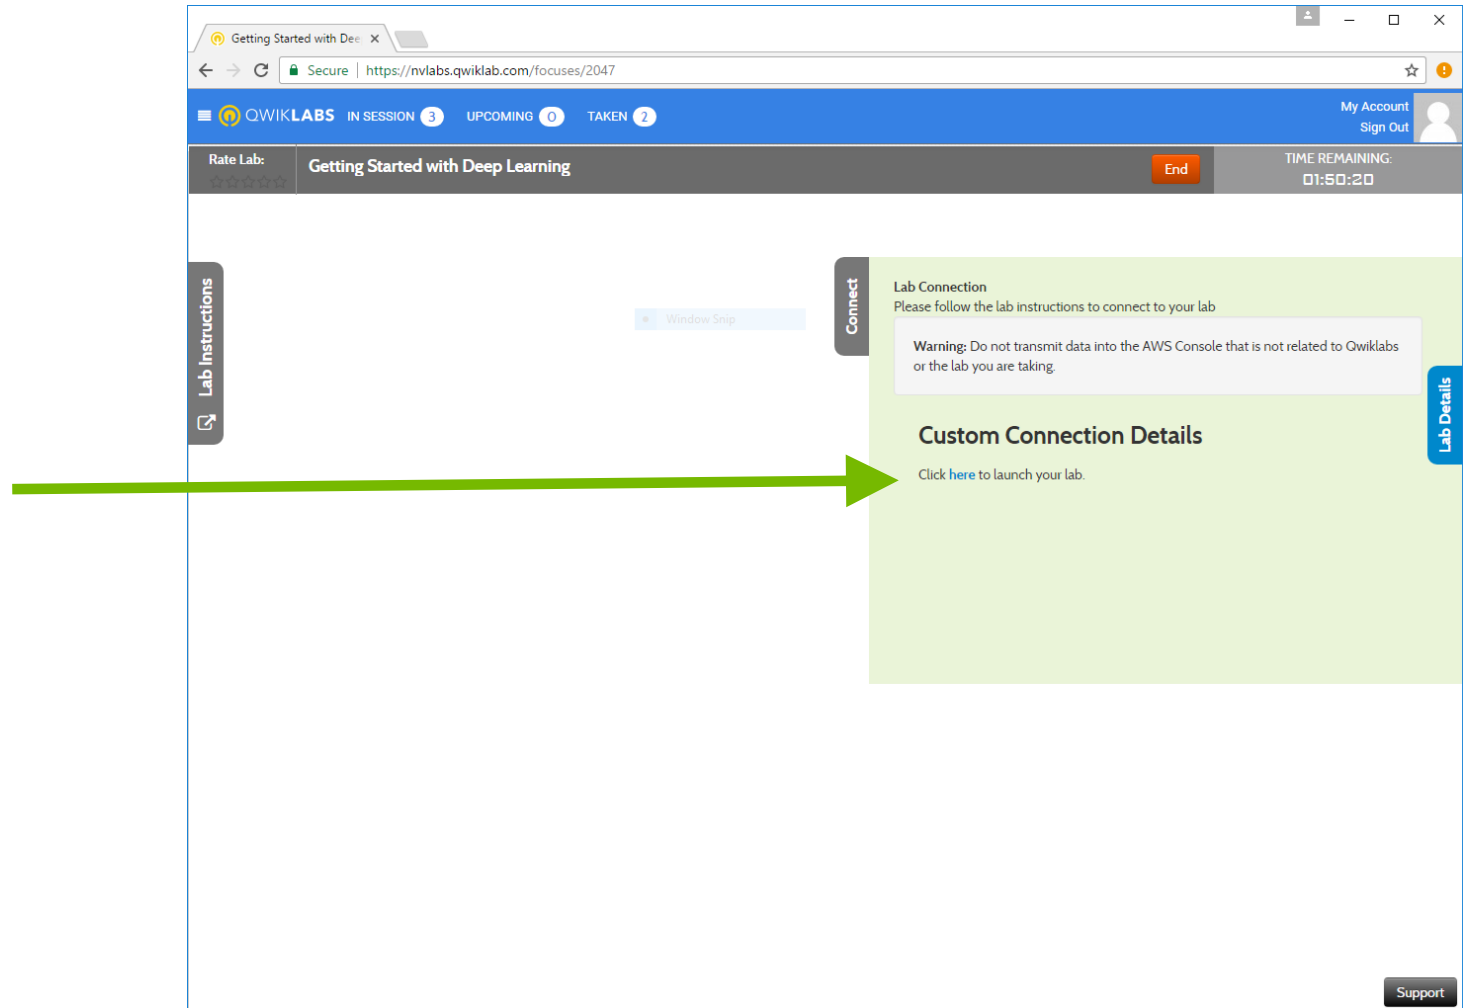 Getting Started with Dee
Secure https://nvlabs.qwiklab.com/focuses/2047
QWIKLABS IN SESSION 3 UPCOMING 0 TAKEN 2
My Account
Sign Out
Rate Lab:
Getting Started with Deep Learning
End
TIME REMAINING:
01:50:20
Lab Instructions
Window Snip
Connect
Lab Connection
Please follow the lab instructions to connect to your lab
Warning: Do not transmit data into the AWS Console that is not related to Qwiklabs
or the lab you are taking.
Lab Details
Custom Connection Details
Click here to launch your lab.
Support